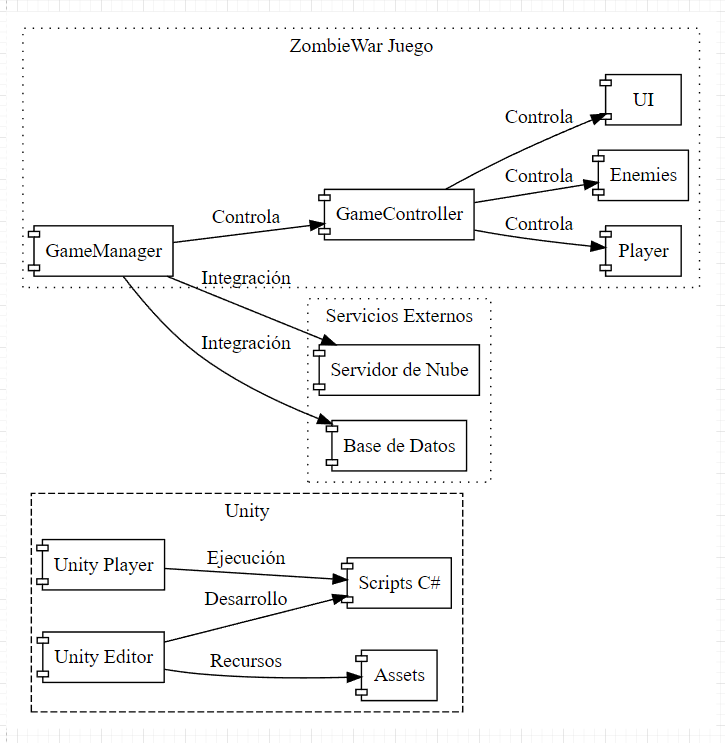 ZombieWar Juego
UI
Controla
Enemies
Controla
GameController
Controla
Controla
Player
GameManager
Integración
Servicios Externos
Integración
Servidor de Nube
Base de Datos
Unity
Unity Player
Ejecución
Scripts C#
Desarrollo
Unity Editor
Recursos
Assets